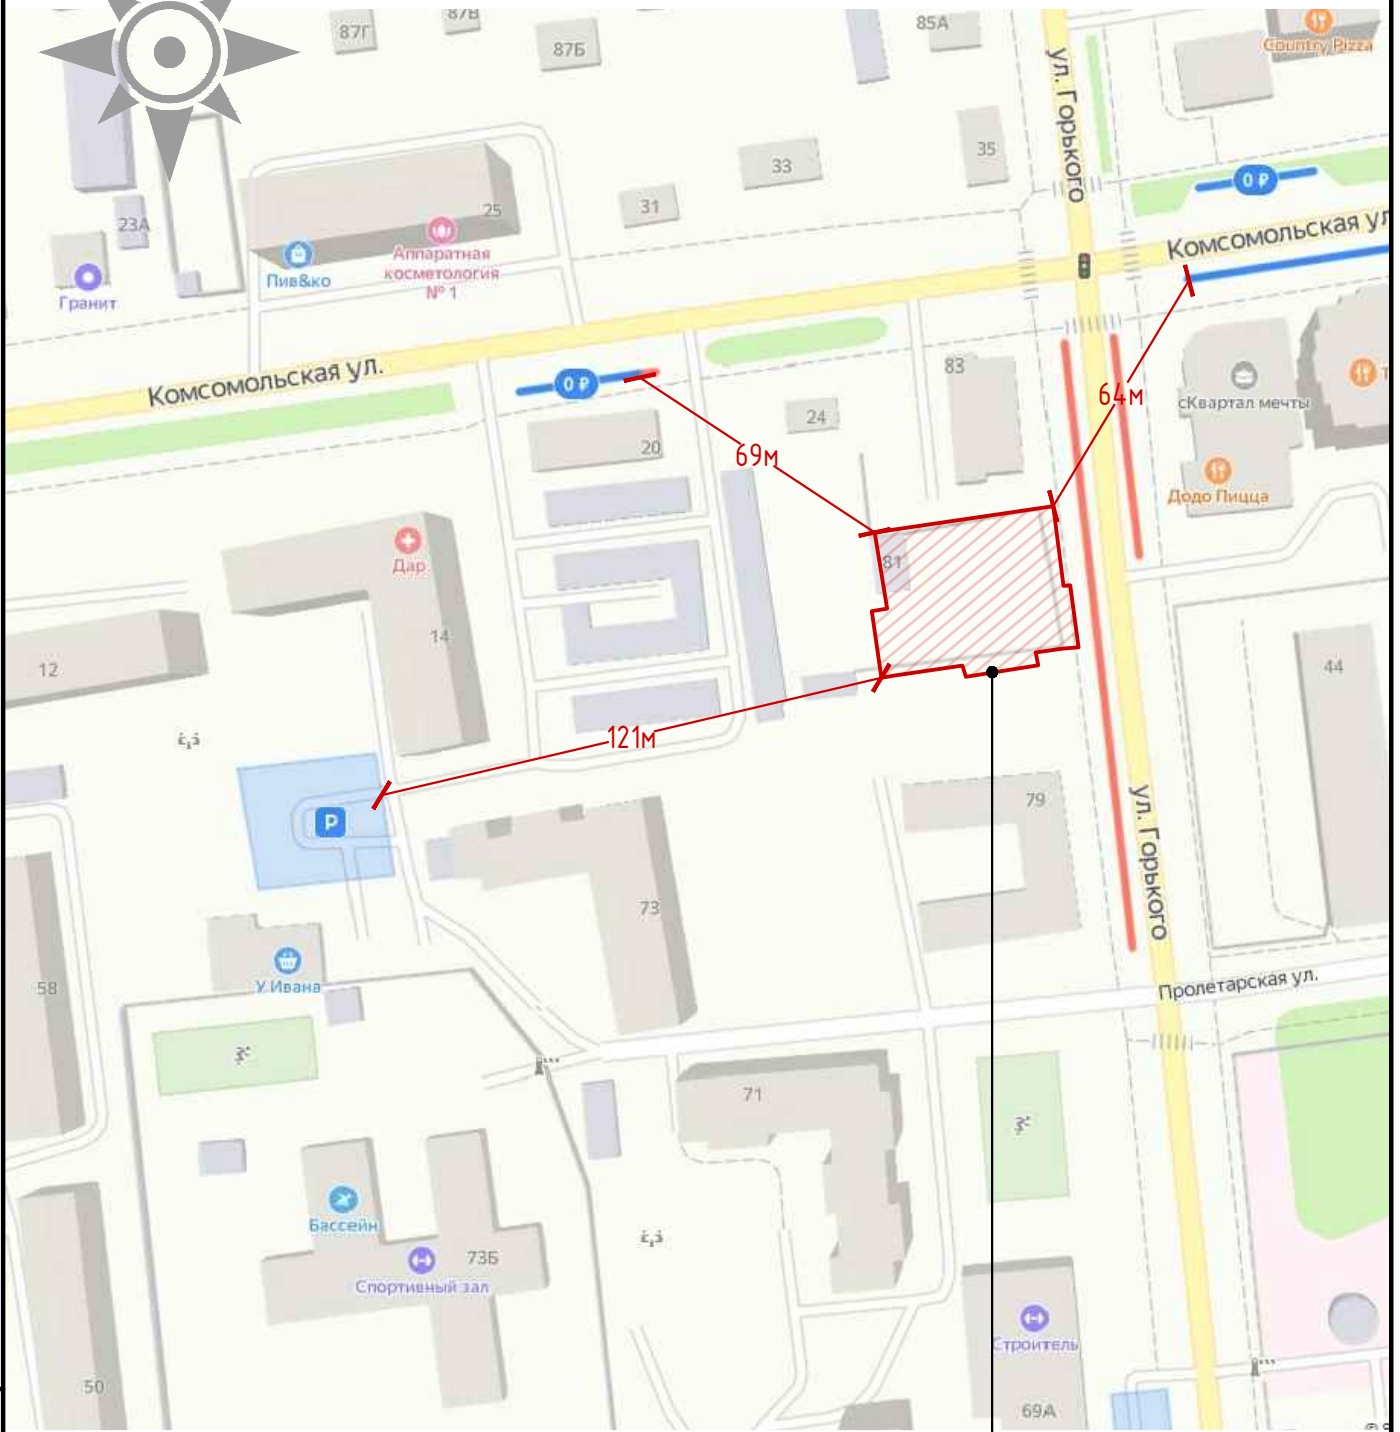 87Г
87В
87Б
85А
Country Pizza
ул. Горького
33
35
0 ₽
31
25
23А
Комсомольская ул
Аппаратная
косметология
№ 1
Пив&ко
Гранит
Комсомольская ул.
0 ₽
83
64м
сКвартал мечты
24
20
69м
Додо Пицца
Дар
81
14
12
44
121м
P
79
ул. Горького
73
58
У Ивана
Пролетарская ул.
71
Бассейн
73Б
Спортивный зал
Строитель
50
69А